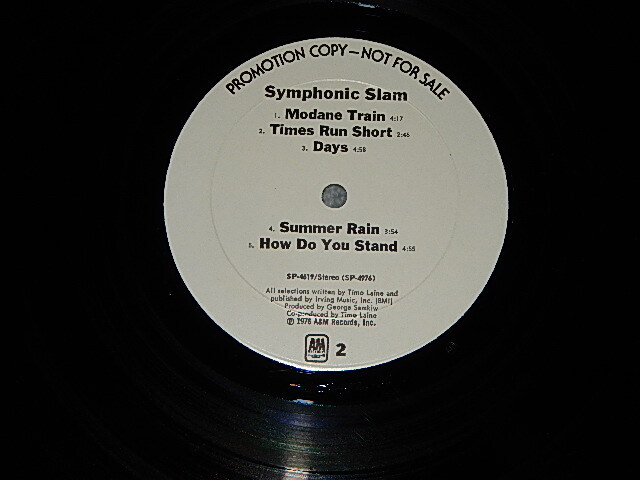 PROMOTION COPY—NOT FOR SALE
Symphonic Slam
1. Modane Train 4:17
2. Times Run Short 2:45
3. Days 4:58
4. Summer Rain 3:54
5. How Do You Stand 4:55
SP-4619/Stereo (SP-4976)
All selections written by Timo Laine and
published by Irving Music, Inc. (BMI)
Produced by George Semkiw
Co-produced by Timo Laine
℗ 1976 A&M Records, Inc.
A&M
2